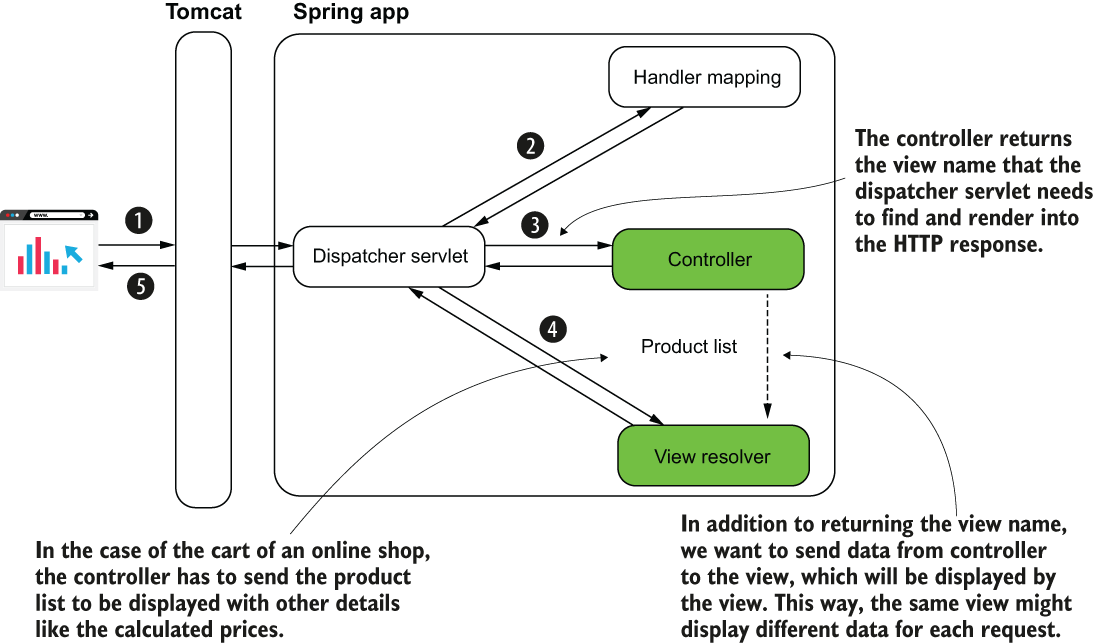 Tomcat
Spring app
Handler mapping
2
The controller returns
the view name that the
dispatcher servlet needs
to find and render into
the HTTP response.
www.
1
3
Dispatcher servlet
Controller
5
4
Product list
View resolver
In the case of the cart of an online shop,
the controller has to send the product
list to be displayed with other details
like the calculated prices.
In addition to returning the view name,
we want to send data from controller
to the view, which will be displayed by
the view. This way, the same view might
display different data for each request.